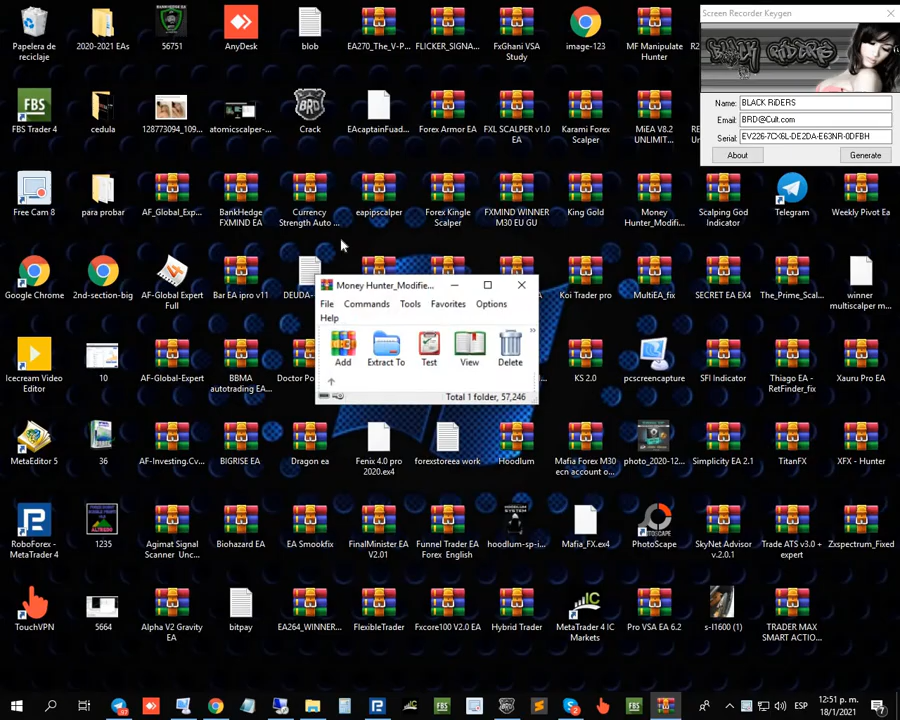 Papelera de
reciclaje
2020-2021 EAs
56751
AnyDesk
blob
EA270_The_V-P...
FLICKER_SIGNA...
FxGhani VSA
Study
image-123
MF Manipulate
Hunter
Screen Recorder Keygen
BLACK RiDERS
Name:
BLACK RiDERS
Email:
BRD@Cult.com
Serial:
EV226-7CX6L-DE2DA-E63NR-0DFBH
About
Generate
FBS Trader 4
cedula
128773094_109...
atomicscalper-...
Crack
EAcaptainFuad...
Forex Armor EA
FXL SCALPER v1.0
EA
Karami Forex
Scalper
MiEA V8.2
UNLIMIT...
Free Cam 8
para probar
AF_Global_Exp...
BankHedge
FXMIND EA
Currency
Strength Auto ...
eapipscalper
Forex Kingle
Scalper
FXMIND WINNER
M30 EU GU
King Gold
Money
Hunter_Modifi...
Scalping God
Indicator
Telegram
Weekly Pivot Ea
Google Chrome
2nd-section-big
AF-Global Expert
Full
Bar EA ipro v11
DEUDA-
Money Hunter_Modifie...
File
Commands
Tools
Favorites
Options
Help
Add
Extract To
Test
View
Delete
Total 1 folder, 57,246
Koi Trader pro
MultiEA_fix
SECRET EA EX4
The_Prime_Scal...
winner
multiscalper m...
Icecream Video
Editor
10
AF-Global-Expert
BBMA
autotrading EA...
Doctor Po
KS 2.0
pcscreencapture
SFI Indicator
Thiago EA -
RetFinder_fix
Xauru Pro EA
MetaEditor 5
36
AF-Investing.Cv...
BIGRISE EA
Dragon ea
Fenix 4.0 pro
2020.ex4
forexstoreea work
Hoodlum
Mafia Forex M30
ecn account o...
photo_2020-12...
Simplicity EA 2.1
TitanFX
XFX - Hunter
RoboForex -
MetaTrader 4
1235
Agimat Signal
Scanner Unc...
Biohazard EA
EA Smookfix
FinalMinister EA
V2.01
Funnel Trader EA
Forex English
hoodlum-sp-i...
Mafia_FX.ex4
PhotoScape
SkyNet Advisor
v.2.0.1
Trade ATS v3.0 +
expert
Zxspectrum_Fixed
TouchVPN
5664
Alpha V2 Gravity
EA
bitpay
EA264_WINNER...
FlexibleTrader
Fxcore100 V2.0 EA
Hybrid Trader
MetaTrader 4 IC
Markets
Pro VSA EA 6.2
s-l1600 (1)
TRADER MAX
SMART ACTIO...
ESP
12:51 p. m.
18/1/2021